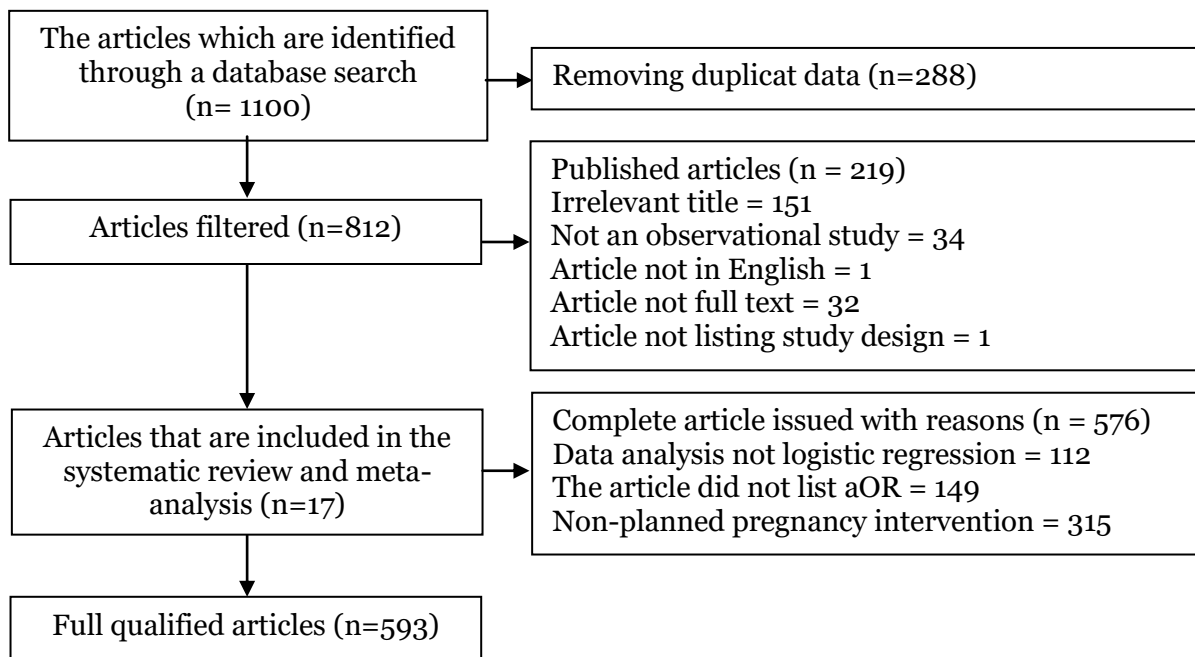 The articles which are identified
through a database search
(n= 1100)
Removing duplicat data (n=288)
Articles filtered (n=812)
Published articles (n = 219)
Irrelevant title = 151
Not an observational study = 34
Article not in English = 1
Article not full text = 32
Article not listing study design = 1
Articles that are included in the
systematic review and meta-
analysis (n=17)
Complete article issued with reasons (n = 576)
Data analysis not logistic regression = 112
The article did not list aOR = 149
Non-planned pregnancy intervention = 315
Full qualified articles (n=593)